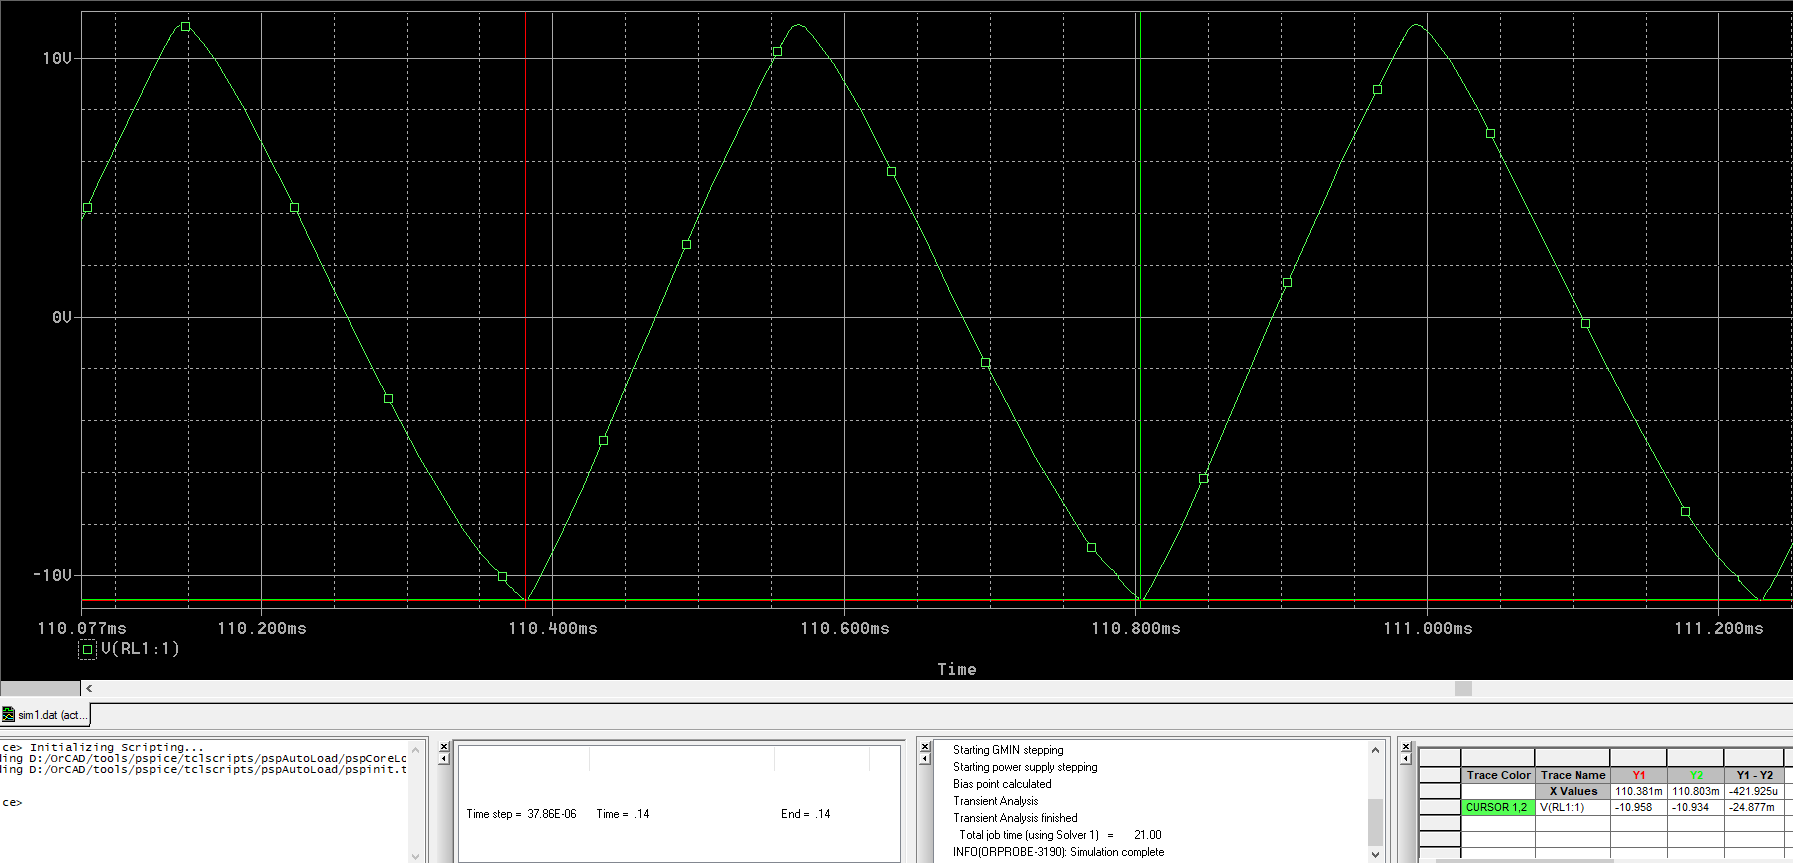 10V
0V
-10V
110.077ms 110.200ms 110.400ms 110.600ms 110.800ms 111.000ms 111.200ms
V(RL1:1)
Time
<
sim1.dat (act...
ce> Initializing Scripting...
ing D:/OrCAD/tools/pspice/tclscripts/pspAutoLoad/pspCoreLo
ing D:/OrCAD/tools/pspice/tclscripts/pspAutoLoad/pspinit.t
ce>
Time step = 37.86E-06 Time = .14 End = .14
Starting GMIN stepping
Starting power supply stepping
Bias point calculated
Transient Analysis
Transient Analysis finished
Total job time (using Solver 1) = 21.00
INFO(ORPROBE-3190): Simulation complete
Trace Color Trace Name Y1 Y2 Y1 - Y2
X Values 110.381m 110.803m -421.925u
CURSOR 1,2 V(RL1:1) -10.958 -10.934 -24.877m